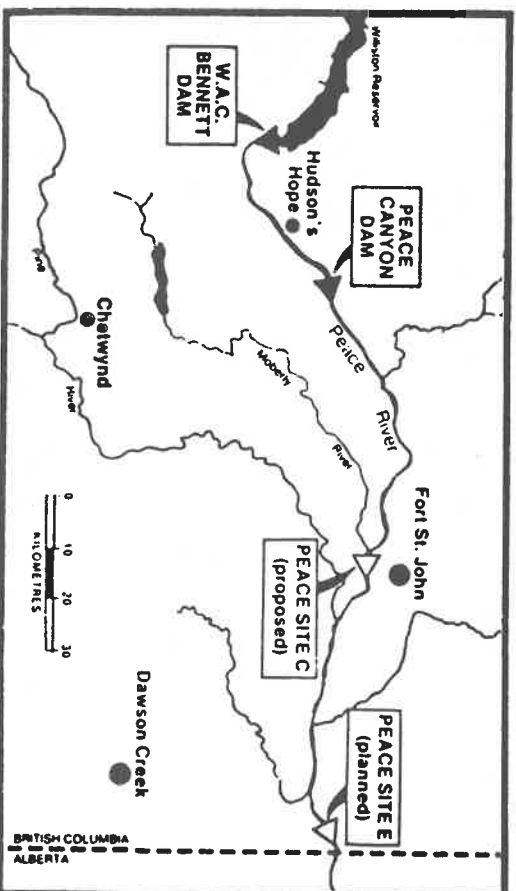 Williston Reservoir
W.A.C.
BENNETT
DAM
Hudson's
Hope
PEACE
CANYON
DAM
Peace River
Moberly River
Pine River
Chetwynd
Fort St. John
PEACE SITE C
(proposed)
PEACE SITE E
(planned)
Dawson Creek
0 10 20 30
KILOMETRES
BRITISH COLUMBIA
ALBERTA